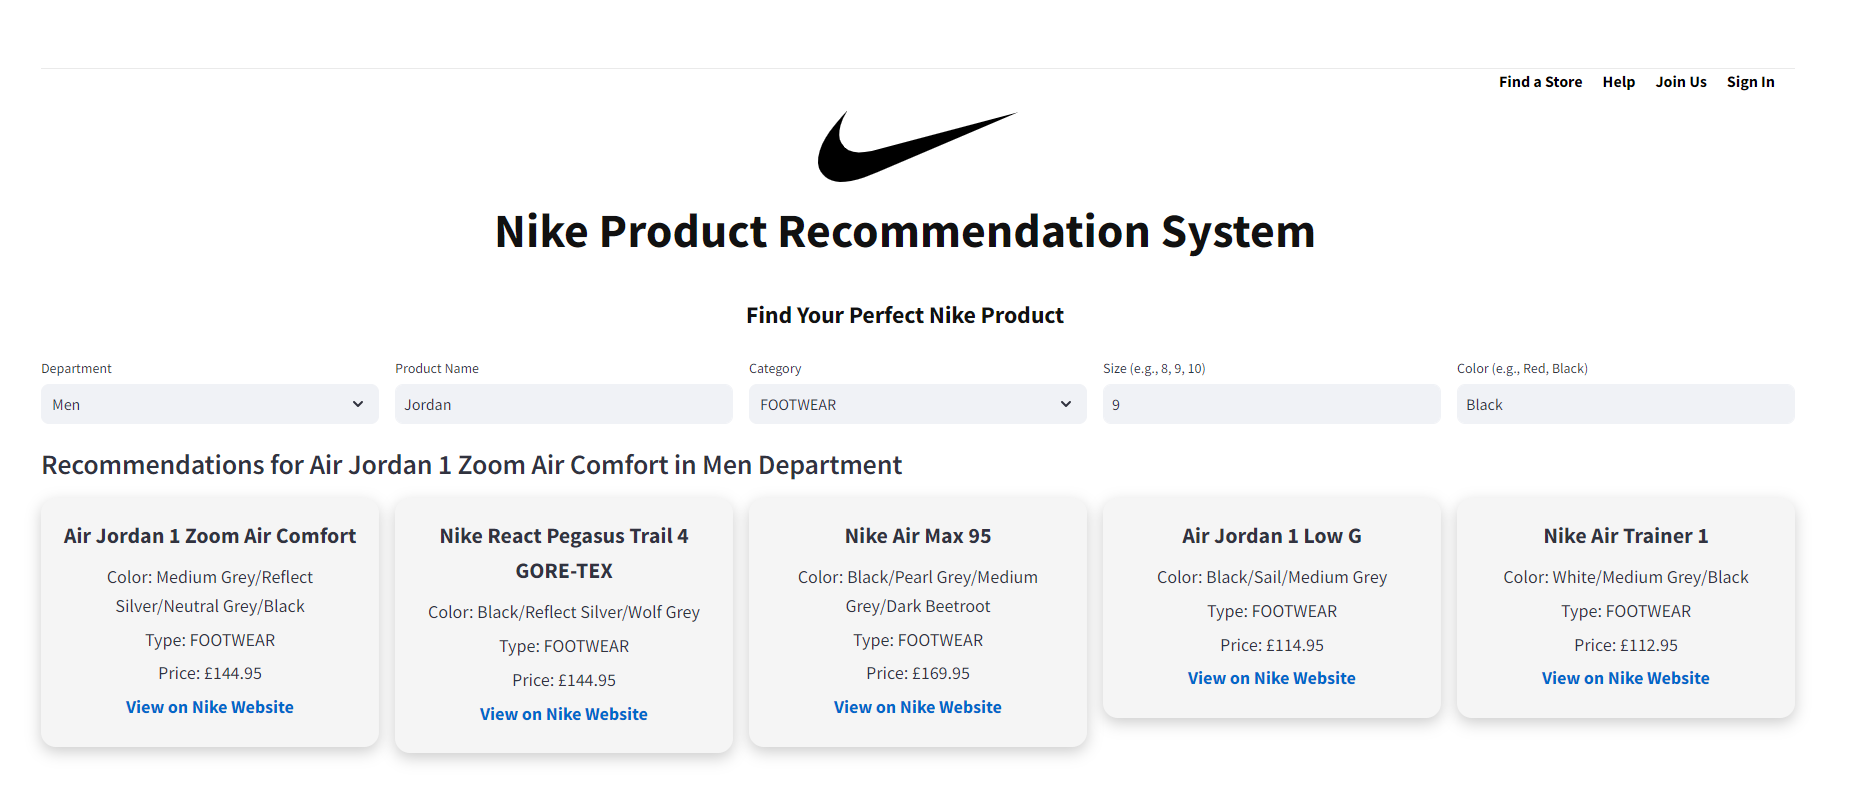 Find a Store Help Join Us Sign In
Nike Product Recommendation System
Find Your Perfect Nike Product
Department
Men
Product Name
Jordan
Category
FOOTWEAR
Size (e.g., 8, 9, 10)
9
Color (e.g., Red, Black)
Black
Recommendations for Air Jordan 1 Zoom Air Comfort in Men Department
Air Jordan 1 Zoom Air Comfort
Color: Medium Grey/Reflect
Silver/Neutral Grey/Black
Type: FOOTWEAR
Price: £144.95
View on Nike Website
Nike React Pegasus Trail 4
GORE-TEX
Color: Black/Reflect Silver/Wolf Grey
Type: FOOTWEAR
Price: £144.95
View on Nike Website
Nike Air Max 95
Color: Black/Pearl Grey/Medium
Grey/Dark Beetroot
Type: FOOTWEAR
Price: £169.95
View on Nike Website
Air Jordan 1 Low G
Color: Black/Sail/Medium Grey
Type: FOOTWEAR
Price: £114.95
View on Nike Website
Nike Air Trainer 1
Color: White/Medium Grey/Black
Type: FOOTWEAR
Price: £112.95
View on Nike Website